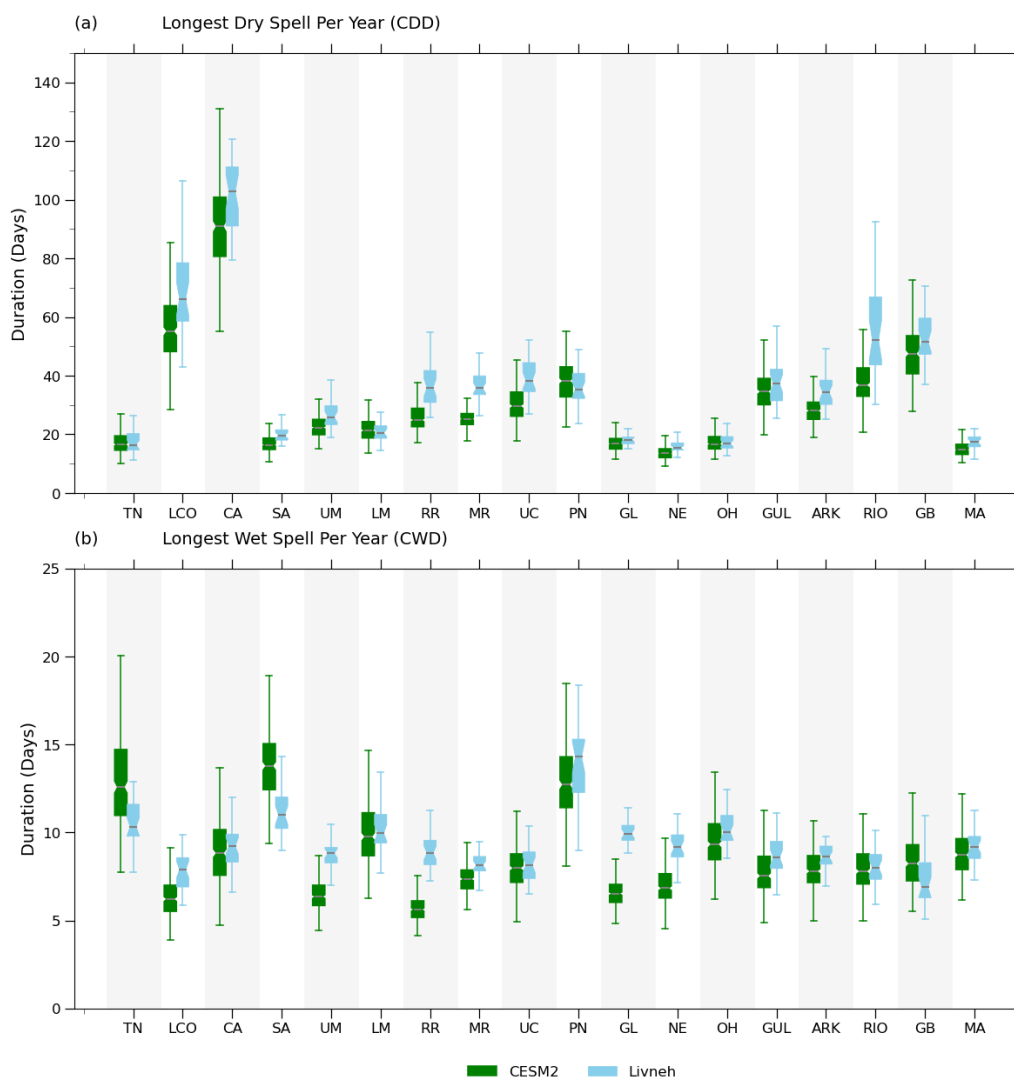 (a) Longest Dry Spell Per Year (CDD)
140
120
100
80
60
40
20
0
Duration (Days)
TN LCO CA SA UM LM RR MR UC PN GL NE OH GUL ARK RIO GB MA
(b) Longest Wet Spell Per Year (CWD)
25
20
15
10
5
0
Duration (Days)
TN LCO CA SA UM LM RR MR UC PN GL NE OH GUL ARK RIO GB MA
CESM2 Livneh